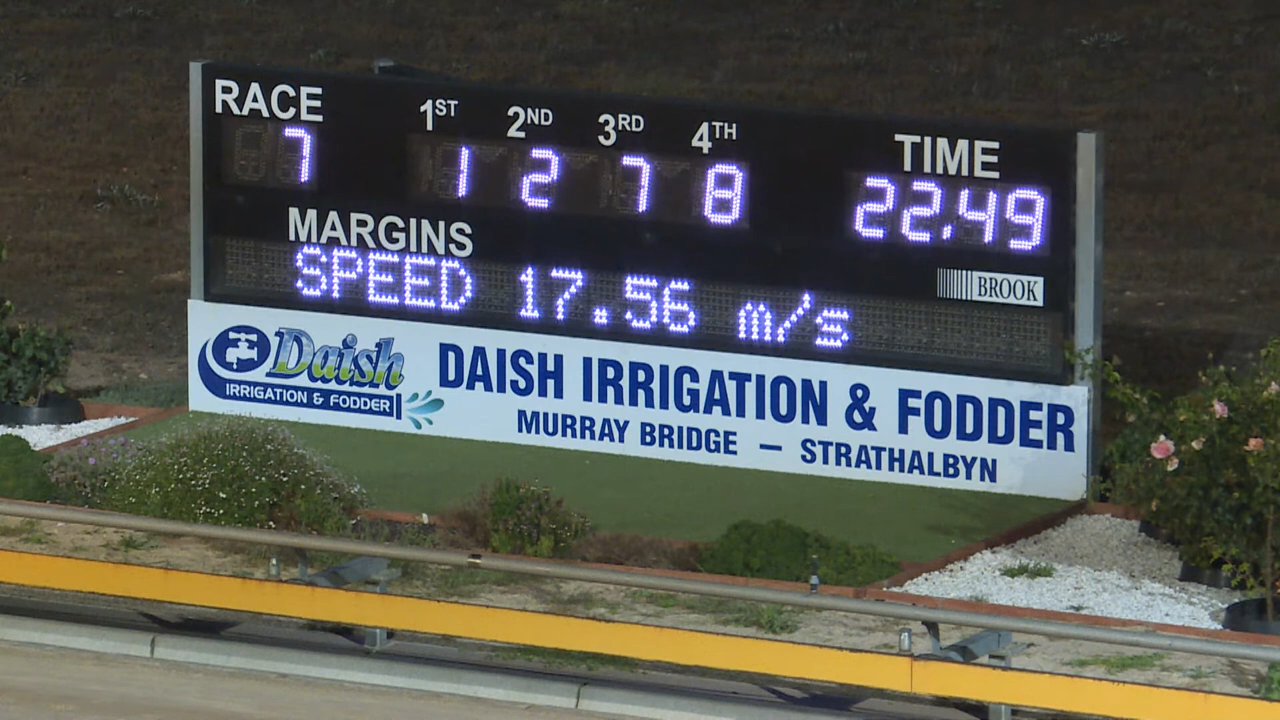 RACE 1ST 2ND 3RD 4TH TIME
7 1 2 7 8 22.49
MARGINS
BROOK
SPEED 17.56 m/s
Daish
IRRIGATION & FODDER
DAISH IRRIGATION & FODDER
MURRAY BRIDGE — STRATHALBYN